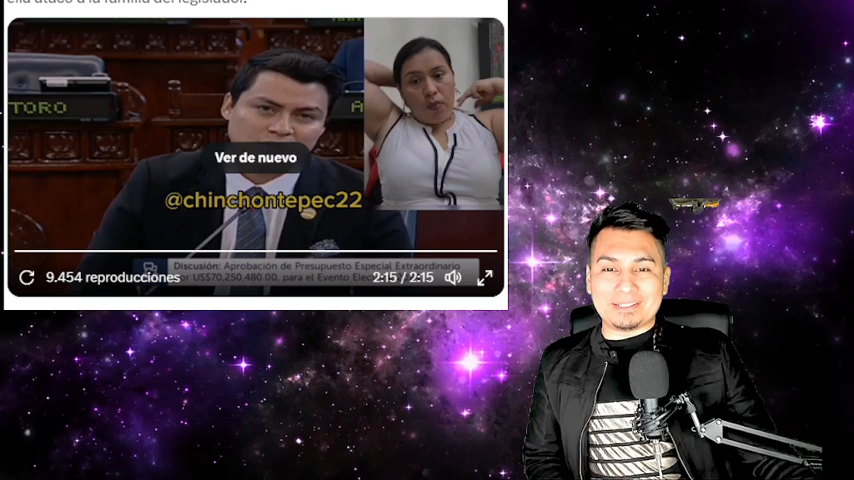 ella atacó a la familia del legislador.
TORO
A
Ver de nuevo
@chinchontepec22
Discusión: Aprobación de Presupuesto Especial Extraordinario
por US$70,250,480.00, para el Evento Elec
9.454 reproducciones
2:15 / 2:15